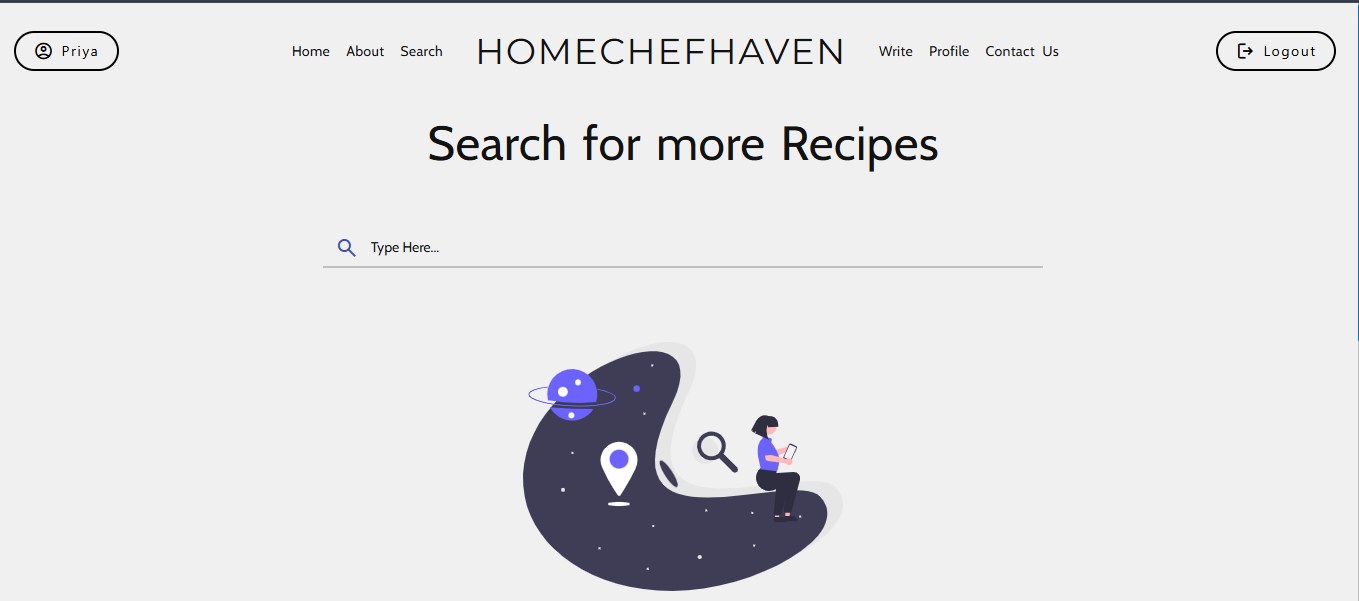 Priya Home About Search HOMECHEFHAVEN Write Profile Contact Us Logout
Search for more Recipes
Type Here...